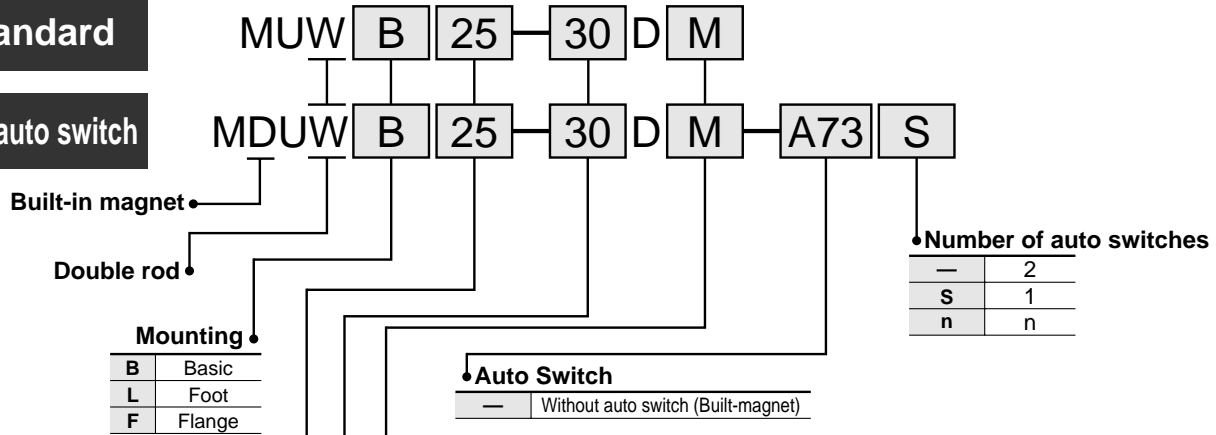 andard
MUW B 25 — 30 D M
auto switch
MDUW B 25 — 30 D M — A73 S
Built-in magnet
Number of auto switches
— 2
S 1
n n
Double rod
Mounting
B Basic
L Foot
F Flange
Auto Switch
— Without auto switch (Built-magnet)